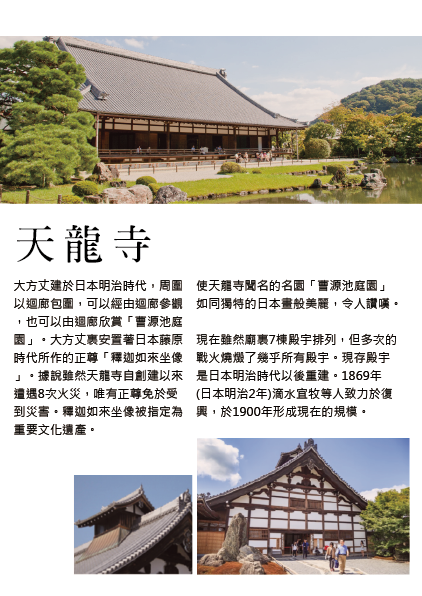 天龍寺
大方丈建於日本明治時代，周圍
以迴廊包圍，可以經由迴廊參觀
，也可以由迴廊欣賞「曹源池庭
園」。大方丈裏安置著日本藤原
時代所作的正尊「釋迦如來坐像
」。據說雖然天龍寺自創建以來
遭遇8次火災，唯有正尊免於受
到災害。釋迦如來坐像被指定為
重要文化遺產。
使天龍寺聞名的名園「曹源池庭園」
如同獨特的日本畫般美麗，令人讚嘆。
現在雖然廟裏7棟殿宇排列，但多次的
戰火燒燬了幾乎所有殿宇。現存殿宇
是日本明治時代以後重建。1869年
(日本明治2年)滴水宜牧等人致力於復
興，於1900年形成現在的規模。